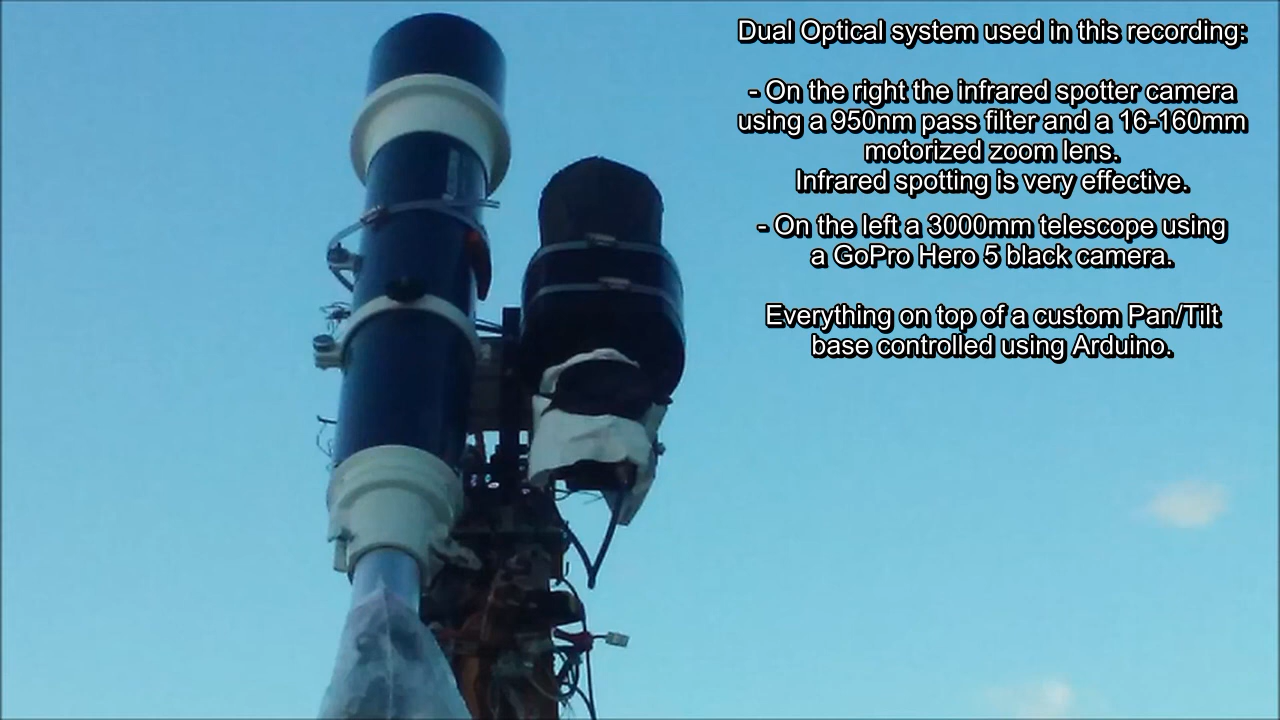 Dual Optical system used in this recording:
- On the right the infrared spotter camera
using a 950nm pass filter and a 16-160mm
motorized zoom lens.
Infrared spotting is very effective.
- On the left a 3000mm telescope using
a GoPro Hero 5 black camera.
Everything on top of a custom Pan/Tilt
base controlled using Arduino.